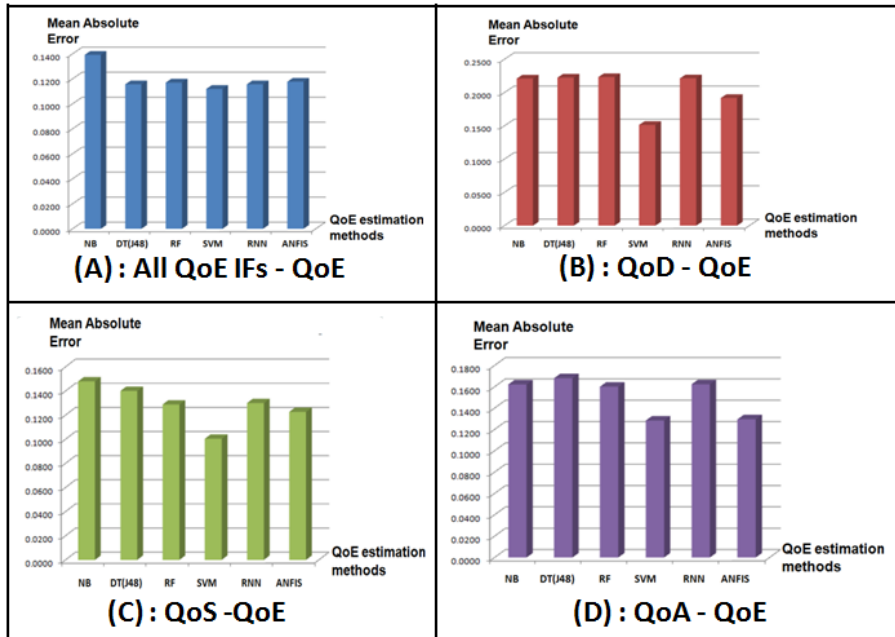 Mean Absolute
Error
0.1400
0.1200
0.1000
0.0800
0.0600
0.0400
0.0200
0.0000
NB DT(J48) RF SVM RNN ANFIS
QoE estimation
methods
(A) : All QoE IFs - QoE
Mean Absolute
Error
0.2500
0.2000
0.1500
0.1000
0.0500
0.0000
NB DT(J48) RF SVM RNN ANFIS
QoE estimation
methods
(B) : QoD - QoE
Mean Absolute
Error
0.1600
0.1400
0.1200
0.1000
0.0800
0.0600
0.0400
0.0200
0.0000
NB DT(J48) RF SVM RNN ANFIS
QoE estimation
methods
(C) : QoS -QoE
Mean Absolute
Error
0.1800
0.1600
0.1400
0.1200
0.1000
0.0800
0.0600
0.0400
0.0200
0.0000
NB DT(J48) RF SVM RNN ANFIS
QoE estimation
methods
(D) : QoA - QoE